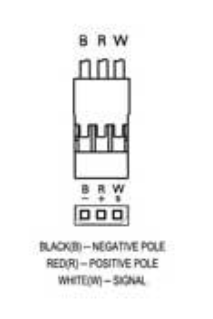 B R W
B R W
− + s
BLACK(B) – NEGATIVE POLE
RED(R) – POSITIVE POLE
WHITE(W) – SIGNAL